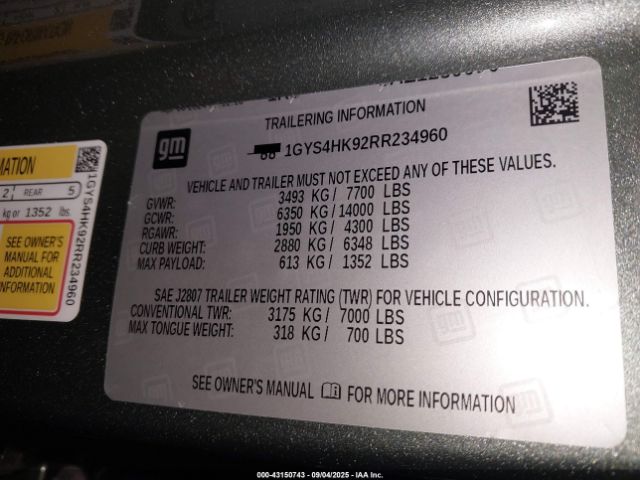 TRAILERING INFORMATION
gm
1GYS4HK92RR234960
VEHICLE AND TRAILER MUST NOT EXCEED ANY OF THESE VALUES.
GVWR: 3493 KG / 7700 LBS
GCWR: 6350 KG / 14000 LBS
RGAWR: 1950 KG / 4300 LBS
CURB WEIGHT: 2880 KG / 6348 LBS
MAX PAYLOAD: 613 KG / 1352 LBS
SAE J2807 TRAILER WEIGHT RATING (TWR) FOR VEHICLE CONFIGURATION.
CONVENTIONAL TWR: 3175 KG / 7000 LBS
MAX TONGUE WEIGHT: 318 KG / 700 LBS
SEE OWNER'S MANUAL FOR MORE INFORMATION
REAR 5
kg or 1352 lbs.
SEE OWNER'S
MANUAL FOR
ADDITIONAL
INFORMATION
1GYS4HK92RR234960
000-43150743 - 09/04/2025 - IAA Inc.